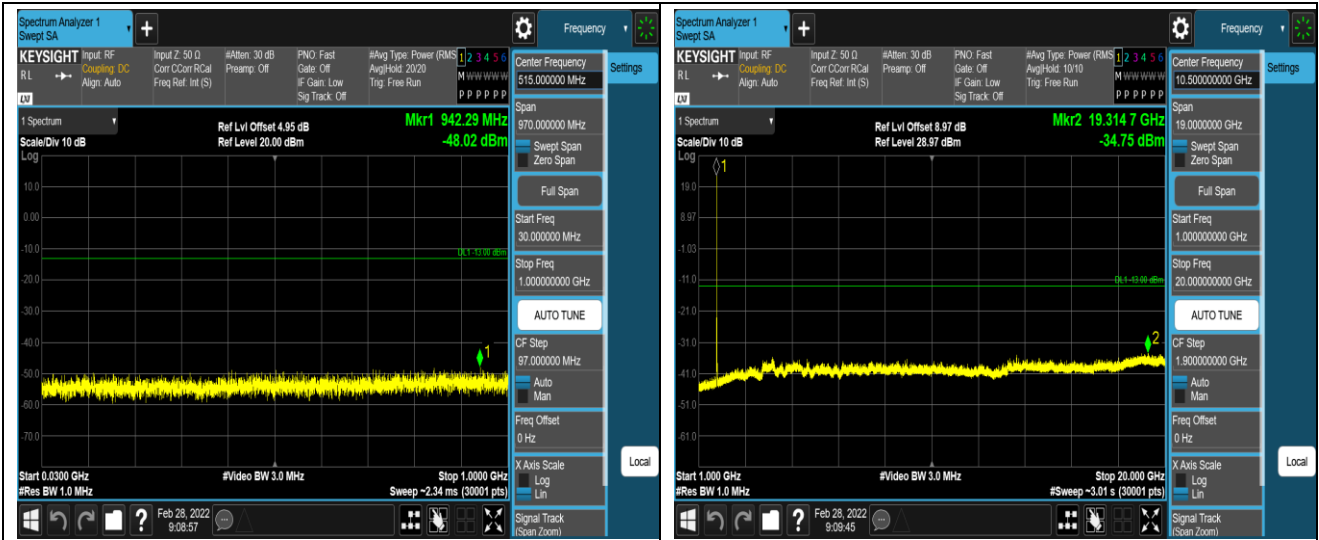 Spectrum Analyzer 1
Swept SA
Frequency
KEYSIGHT
RL
Input: RF
Coupling: DC
Align: Auto
Input Z: 50 Ω
Corr CCorr RCal
Freq Ref: Int (S)
#Atten: 30 dB
Preamp: Off
PNO: Fast
Gate: Off
IF Gain: Low
Sig Track: Off
#Avg Type: Power (RMS
Avg|Hold: 20/20
Trig: Free Run
1 2 3 4 5 6
M W W W W W
P P P P P P
Center Frequency
515.000000 MHz
Settings
1 Spectrum
Scale/Div 10 dB
Ref Lvl Offset 4.95 dB
Ref Level 20.00 dBm
Mkr1 942.29 MHz
-48.02 dBm
Log
10.0
0.00
-10.0
-20.0
-30.0
-40.0
-50.0
-60.0
-70.0
DL1 -13.00 dBm
1
Start 0.0300 GHz
#Res BW 1.0 MHz
#Video BW 3.0 MHz
Stop 1.0000 GHz
Sweep ~2.34 ms (30001 pts)
Span
970.000000 MHz
Swept Span
Zero Span
Full Span
Start Freq
30.000000 MHz
Stop Freq
1.000000000 GHz
AUTO TUNE
CF Step
97.000000 MHz
Auto
Man
Freq Offset
0 Hz
X Axis Scale
Log
Lin
Local
Signal Track
(Span Zoom)
?
Feb 28, 2022
9:08:57
Spectrum Analyzer 1
Swept SA
Frequency
KEYSIGHT
RL
Input: RF
Coupling: DC
Align: Auto
Input Z: 50 Ω
Corr CCorr RCal
Freq Ref: Int (S)
#Atten: 30 dB
Preamp: Off
PNO: Fast
Gate: Off
IF Gain: Low
Sig Track: Off
#Avg Type: Power (RMS
Avg|Hold: 10/10
Trig: Free Run
1 2 3 4 5 6
M W W W W W
P P P P P P
Center Frequency
10.500000000 GHz
Settings
1 Spectrum
Scale/Div 10 dB
Ref Lvl Offset 8.97 dB
Ref Level 28.97 dBm
Mkr2 19.314 7 GHz
-34.75 dBm
Log
1
19.0
8.97
-1.03
-11.0
-21.0
-31.0
-41.0
-51.0
-61.0
DL1 -13.00 dBm
2
Start 1.000 GHz
#Res BW 1.0 MHz
#Video BW 3.0 MHz
Stop 20.000 GHz
#Sweep ~3.01 s (30001 pts)
Span
19.0000000 GHz
Swept Span
Zero Span
Full Span
Start Freq
1.000000000 GHz
Stop Freq
20.000000000 GHz
AUTO TUNE
CF Step
1.900000000 GHz
Auto
Man
Freq Offset
0 Hz
X Axis Scale
Log
Lin
Local
Signal Track
(Span Zoom)
?
Feb 28, 2022
9:09:45